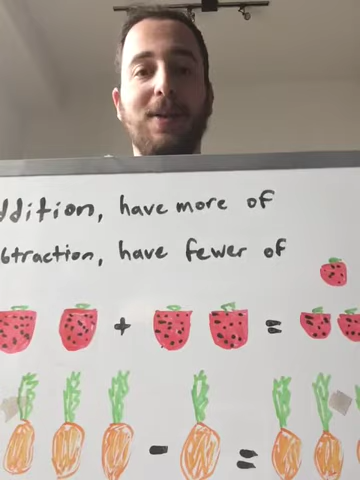 ddition, have more of
btraction, have fewer of
+ =
- =